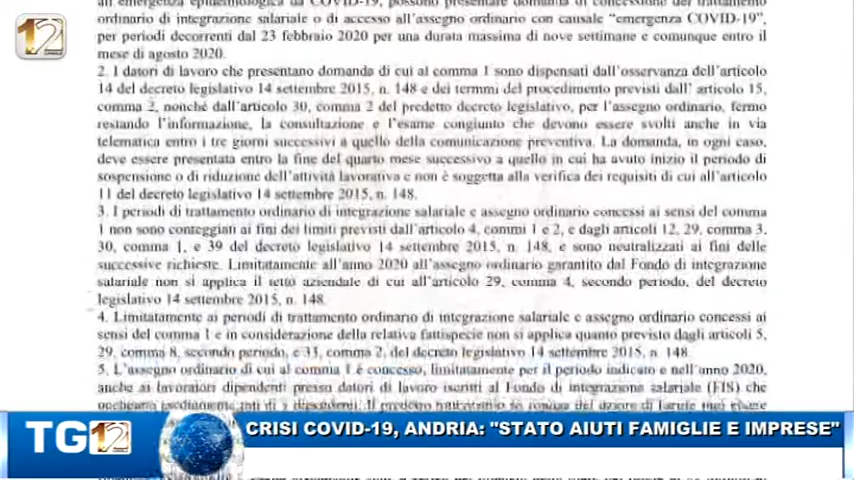 all'emergenza epidemiologica da COVID-19, possono presentare domanda di concessione del trattamento
ordinario di integrazione salariale o di accesso all'assegno ordinario con causale "emergenza COVID-19",
per periodi decorrenti dal 23 febbraio 2020 per una durata massima di nove settimane e comunque entro il
mese di agosto 2020.
2. I datori di lavoro che presentano domanda di cui al comma 1 sono dispensati dall'osservanza dell'articolo
14 del decreto legislativo 14 settembre 2015, n. 148 e dei termini del procedimento previsti dall' articolo 15,
comma 2, nonché dall'articolo 30, comma 2 del predetto decreto legislativo, per l'assegno ordinario, fermo
restando l'informazione, la consultazione e l'esame congiunto che devono essere svolti anche in via
telematica entro i tre giorni successivi a quello della comunicazione preventiva. La domanda, in ogni caso,
deve essere presentata entro la fine del quarto mese successivo a quello in cui ha avuto inizio il periodo di
sospensione o di riduzione dell'attività lavorativa e non è soggetta alla verifica dei requisiti di cui all'articolo
11 del decreto legislativo 14 settembre 2015, n. 148.
3. I periodi di trattamento ordinario di integrazione salariale e assegno ordinario concessi ai sensi del comma
1 non sono conteggiati ai fini dei limiti previsti dall'articolo 4, commi 1 e 2, e dagli articoli 12, 29, comma 3,
30, comma 1, e 39 del decreto legislativo 14 settembre 2015, n. 148, e sono neutralizzati ai fini delle
successive richieste. Limitatamente all'anno 2020 all'assegno ordinario garantito dal Fondo di integrazione
salariale non si applica il tetto aziendale di cui all'articolo 29, comma 4, secondo periodo, del decreto
legislativo 14 settembre 2015, n. 148.
4. Limitatamente ai periodi di trattamento ordinario di integrazione salariale e assegno ordinario concessi ai
sensi del comma 1 e in considerazione della relativa fattispecie non si applica quanto previsto dagli articoli 5,
29, comma 8, secondo periodo, e 33, comma 2, del decreto legislativo 14 settembre 2015, n. 148.
5. L'assegno ordinario di cui al comma 1 è concesso, limitatamente per il periodo indicato e nell'anno 2020,
anche ai lavoratori dipendenti presso datori di lavoro iscritti al Fondo di integrazione salariale (FIS) che
TG12
CRISI COVID-19, ANDRIA: "STATO AIUTI FAMIGLIE E IMPRESE"
12